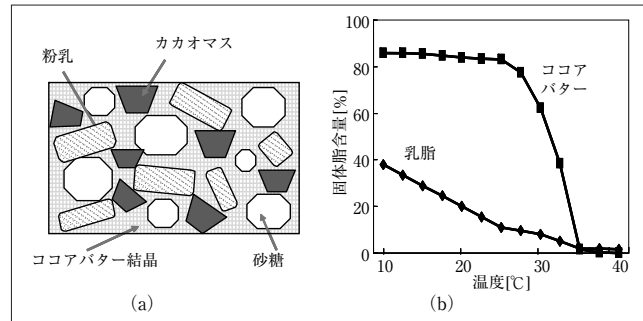 粉乳
カカオマス
ココアバター結晶
砂糖
(a)
固体脂含量[%]
100
80
60
40
20
0
ココア
バター
乳脂
10
20
30
40
温度[℃]
(b)